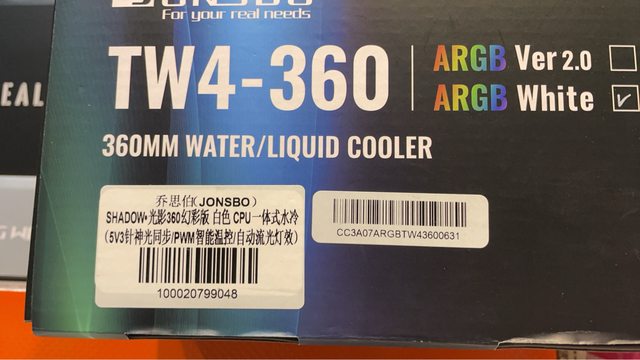 JONSBO
For your real needs
TW4-360
ARGB Ver 2.0
ARGB White
360MM WATER/LIQUID COOLER
乔思伯(JONSBO)
SHADOW•光影360幻彩版 白色 CPU一体式水冷
(5V3针神光同步/PWM智能温控/自动流光灯效)
100020799048
CC3A07ARGBTW43600631
EAL